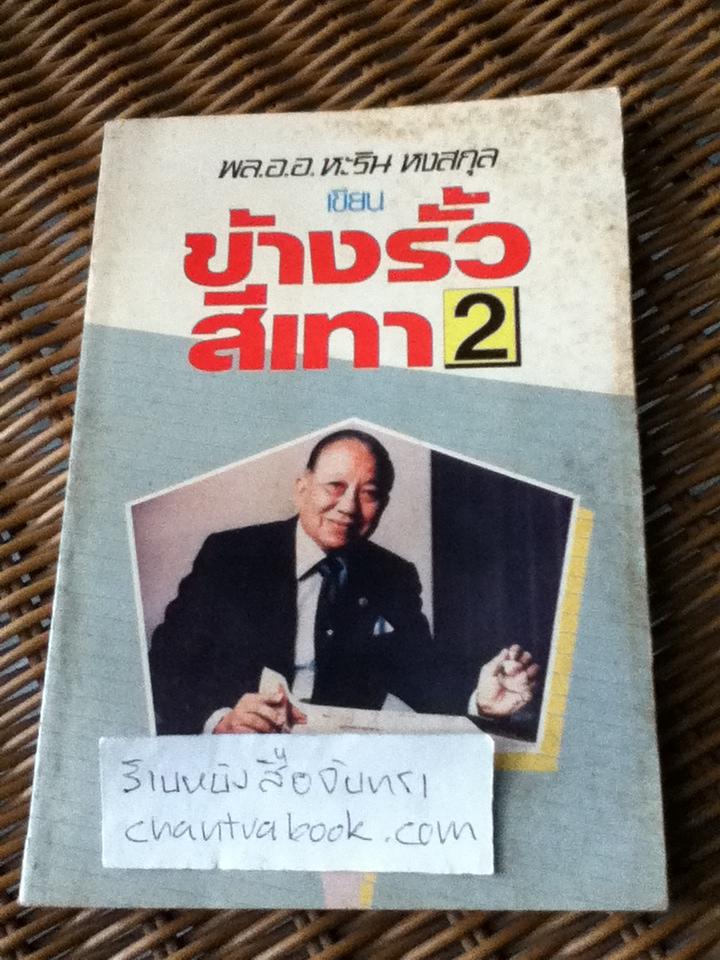 พล.อ.อ. หะริน หงสกุล
เขียน
ข้างรั้ว
สีเทา 2
ร้านหนังสือจันทรา
chantrabook.com